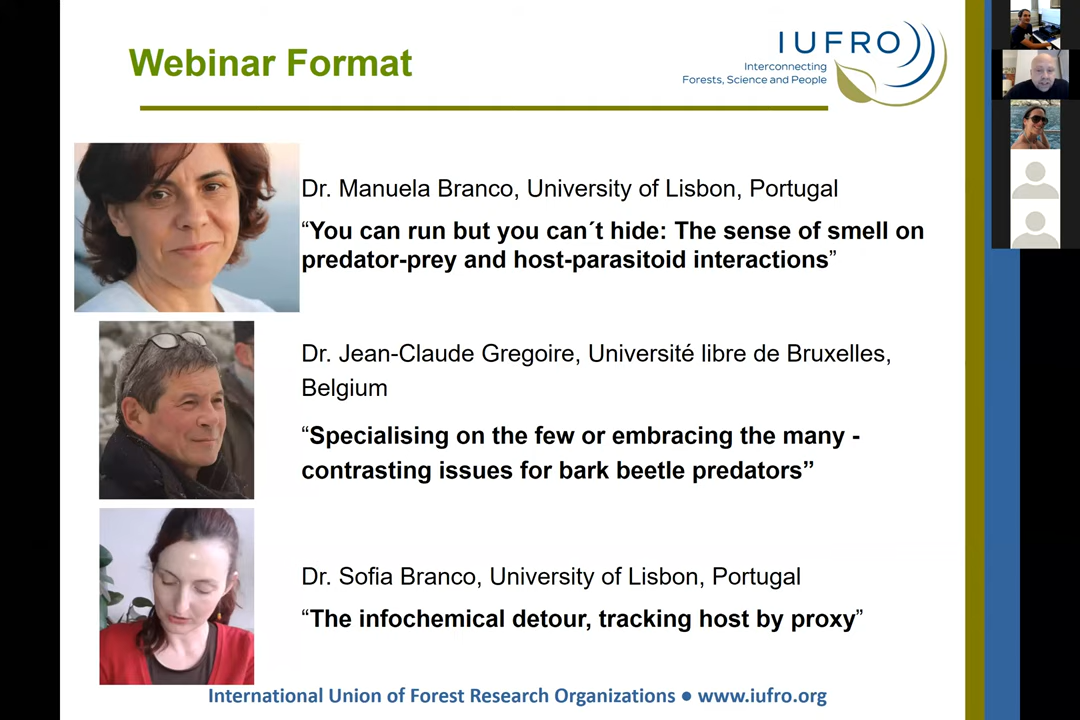 Webinar Format
IUFRO
Interconnecting
Forests, Science and People
Dr. Manuela Branco, University of Lisbon, Portugal
“You can run but you can´t hide: The sense of smell on
predator-prey and host-parasitoid interactions”
Dr. Jean-Claude Gregoire, Université libre de Bruxelles,
Belgium
“Specialising on the few or embracing the many -
contrasting issues for bark beetle predators”
Dr. Sofia Branco, University of Lisbon, Portugal
“The infochemical detour, tracking host by proxy”
International Union of Forest Research Organizations ● www.iufro.org